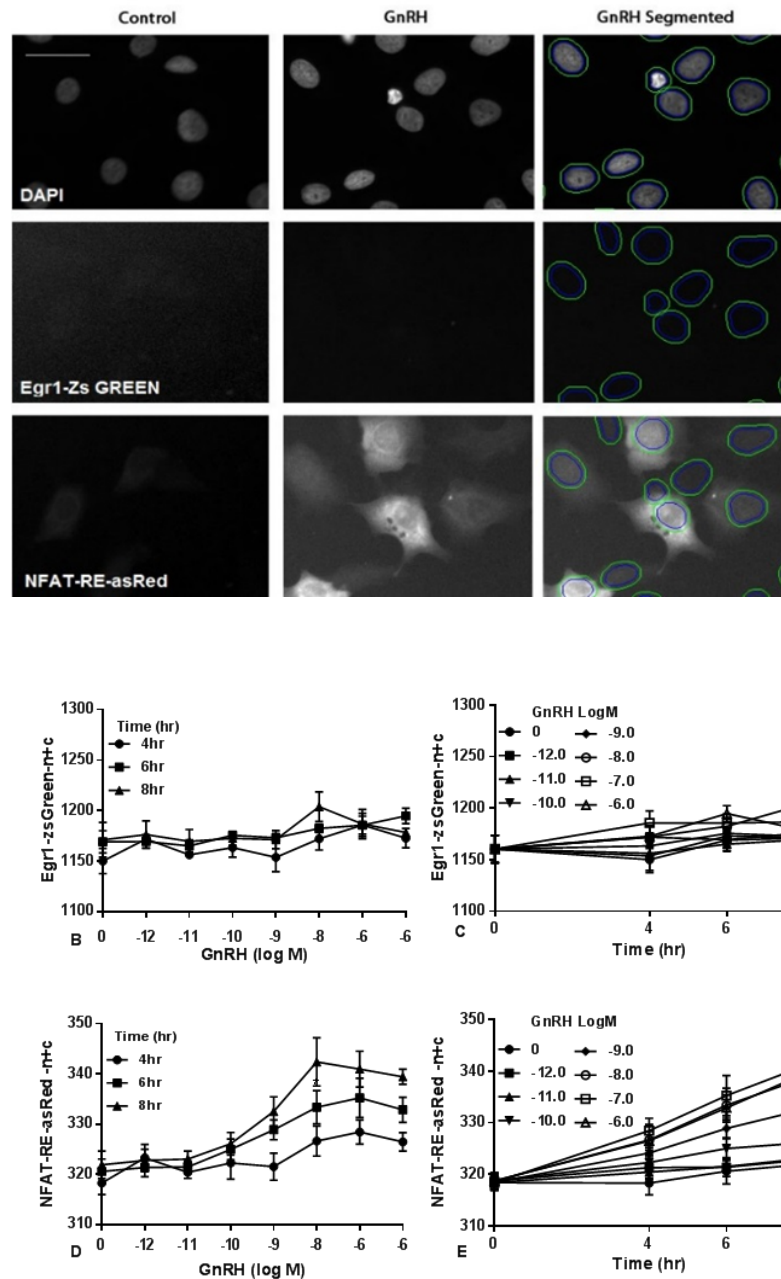 Control GnRH GnRH Segmented
DAPI
Egr1-Zs GREEN
NFAT-RE-asRed
Egr1-zsGreen-n+c
1300
1250
1200
1150
1100
Time (hr)
4hr
6hr
8hr
0 -12 -11 -10 -9 -8 -6 -6
B
GnRH (log M)
Egr1-zsGreen-n+c
1300
1250
1200
1150
1100
GnRH LogM
0 -9.0
-12.0 -8.0
-11.0 -7.0
-10.0 -6.0
0 4 6
C
Time (hr)
NFAT-RE-asRed -n+c
350
340
330
320
310
Time (hr)
4hr
6hr
8hr
0 -12 -11 -10 -9 -8 -6 -6
D
GnRH (log M)
NFAT-RE-asRed -n+c
350
340
330
320
310
GnRH LogM
0 -9.0
-12.0 -8.0
-11.0 -7.0
-10.0 -6.0
0 4 6
E
Time (hr)